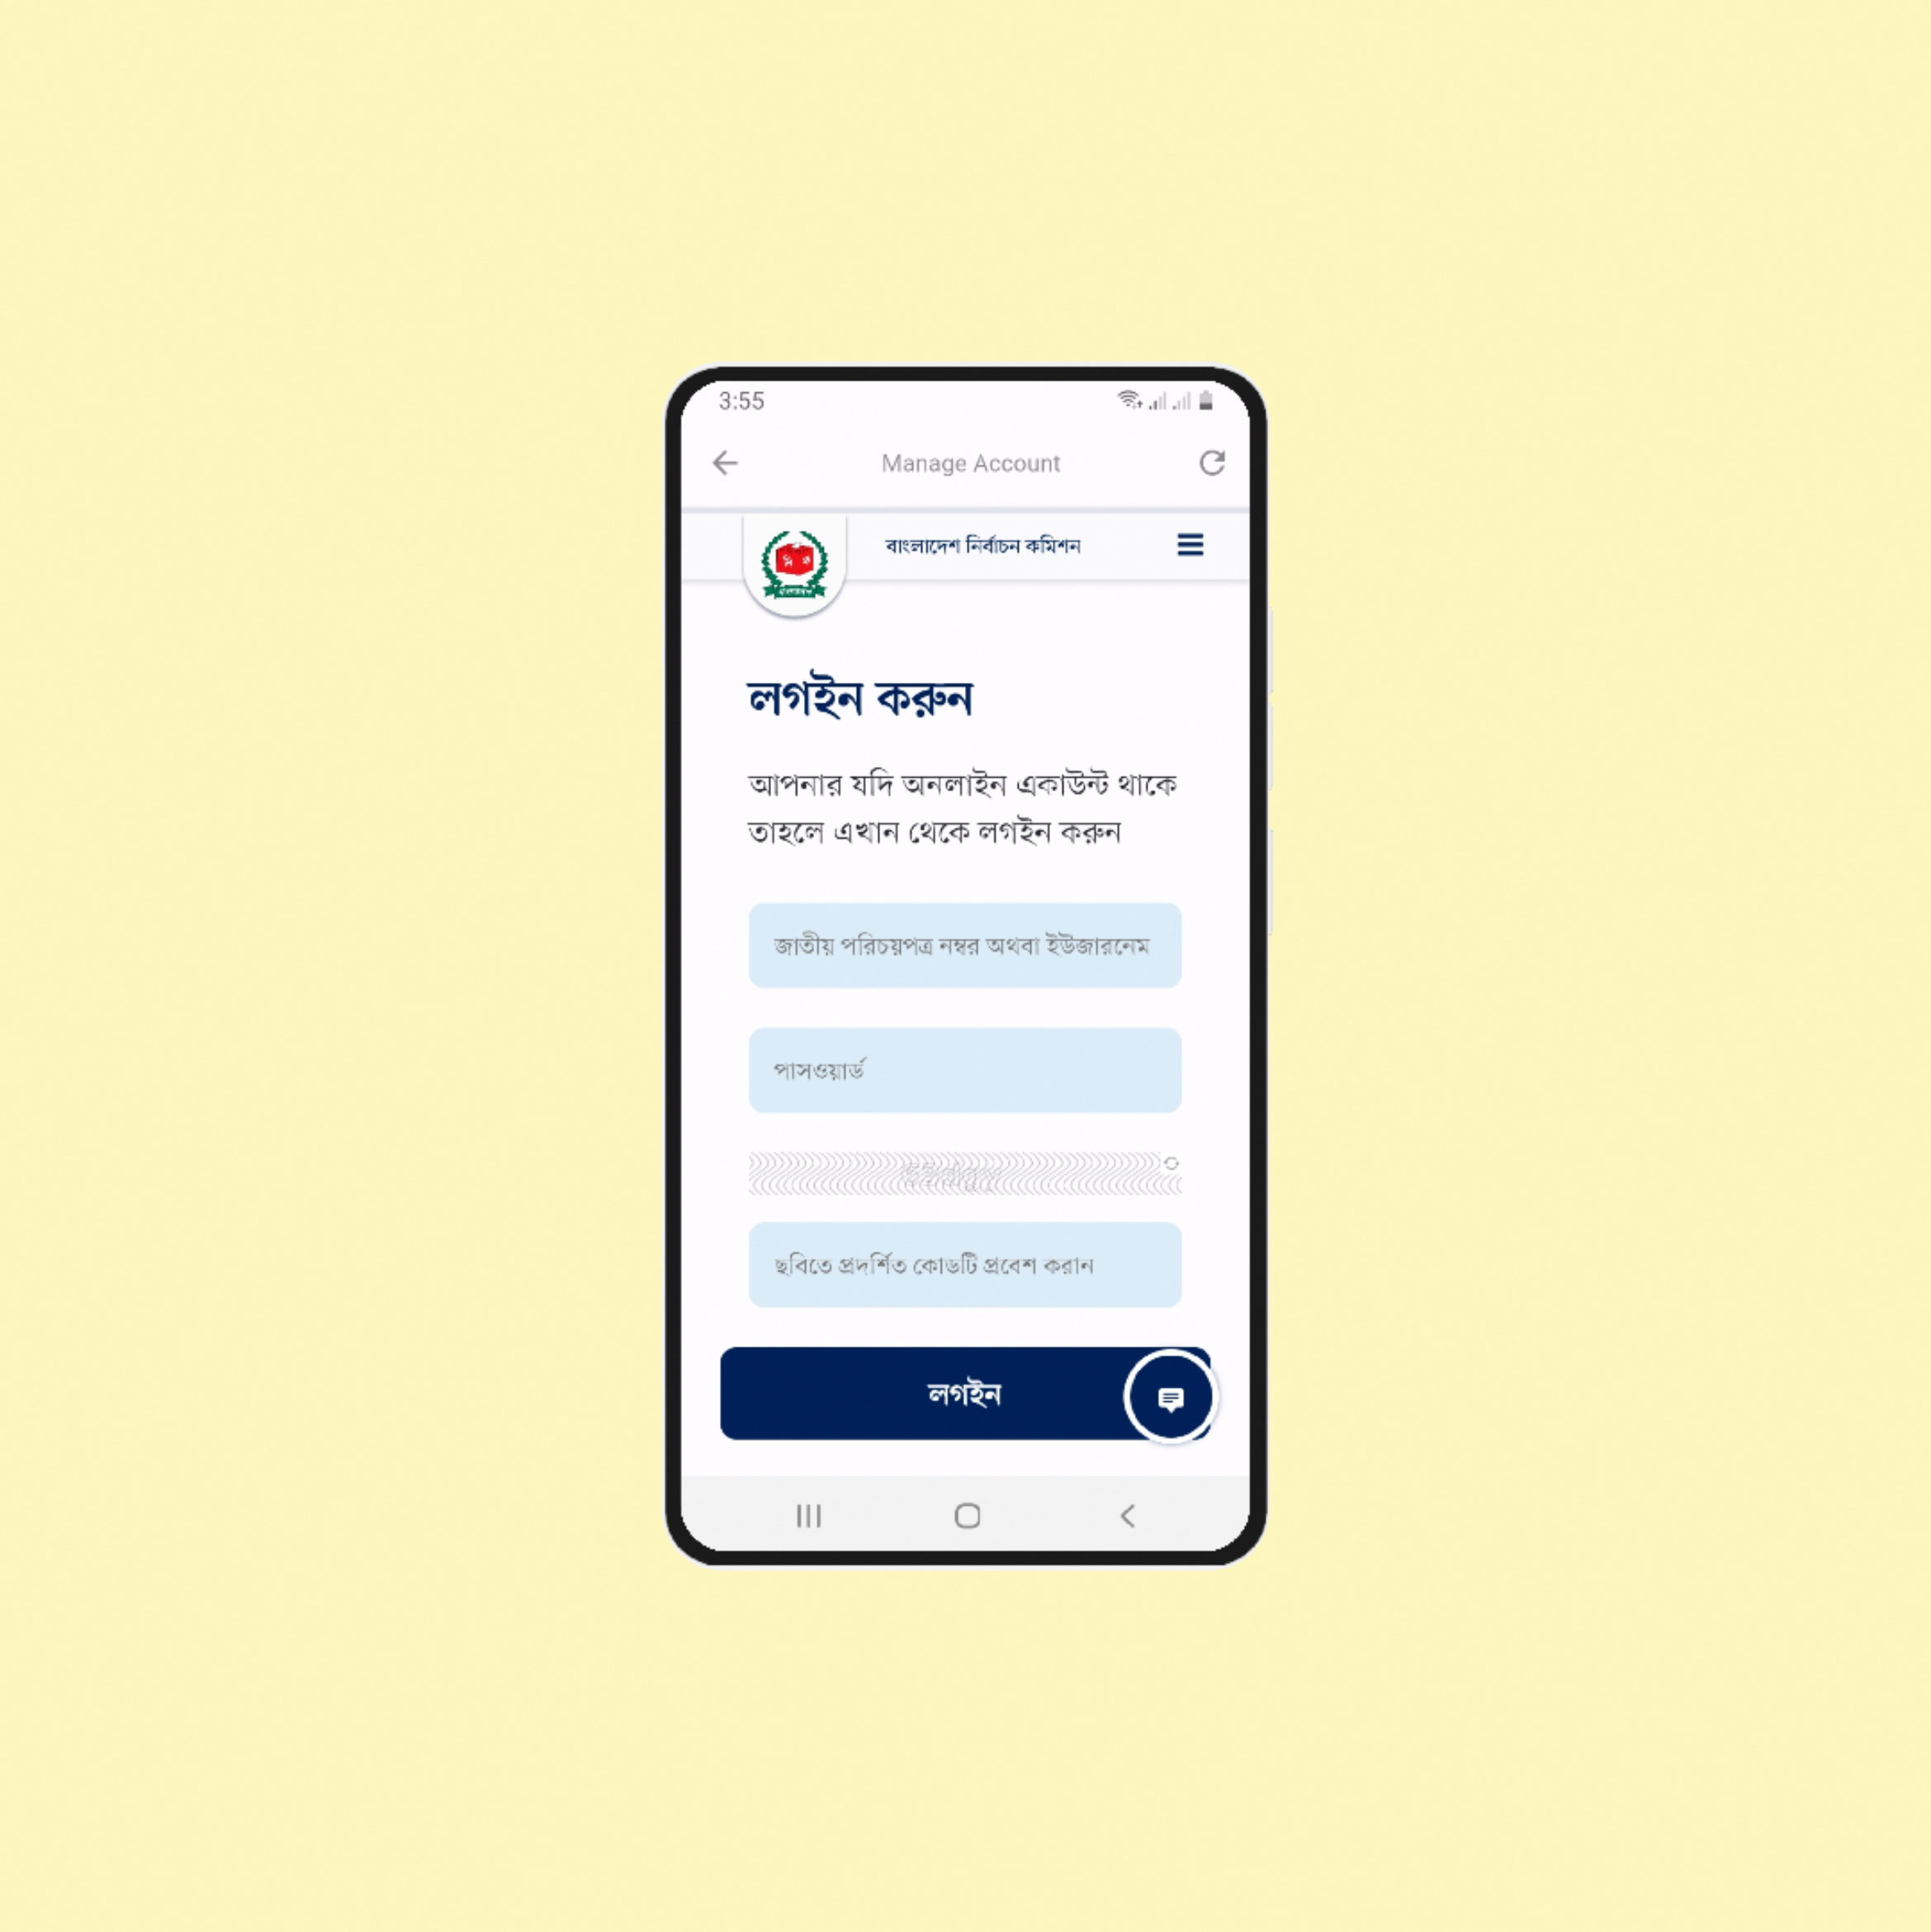 3:55
Manage Account
বাংলাদেশ নির্বাচন কমিশন
লগইন করুন
আপনার যদি অনলাইন একাউন্ট থাকে
তাহলে এখান থেকে লগইন করুন
জাতীয় পরিচয়পত্র নম্বর অথবা ইউজারনেম
পাসওয়ার্ড
ছবিতে প্রদর্শিত কোডটি প্রবেশ করান
লগইন